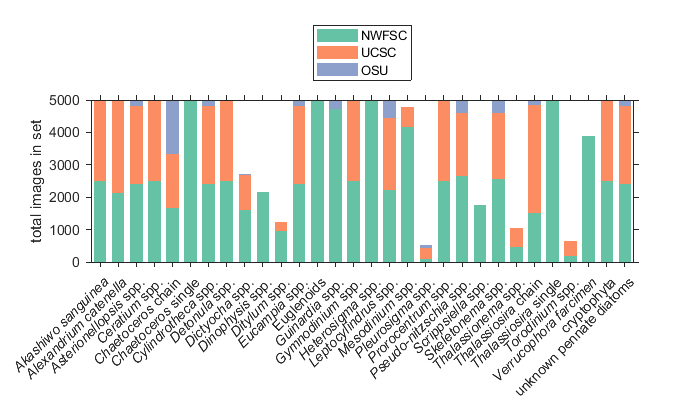 NWFSC
UCSC
OSU
total images in set
5000
4000
3000
2000
1000
0
Akashiwo sanguinea
Alexandrium catenella
Asterionellopsis spp.
Ceratium spp.
Chaetoceros chain
Chaetoceros single
Cylindrotheca spp.
Detonula spp.
Dictyocha spp.
Dinophysis spp.
Ditylum spp.
Eucampia spp.
Euglenoids
Guinardia spp.
Gymnodinium spp.
Heterosigma spp.
Leptocylindrus spp.
Mesodinium spp.
Pleurosigma spp.
Prorocentrum spp.
Pseudo-nitzschia spp.
Scrippsiella spp.
Skeletonema spp.
Thalassionema spp.
Thalassiosira chain
Thalassiosira single
Torodinium spp.
Verrucophora farcimen
cryptophyta
unknown pennate diatoms